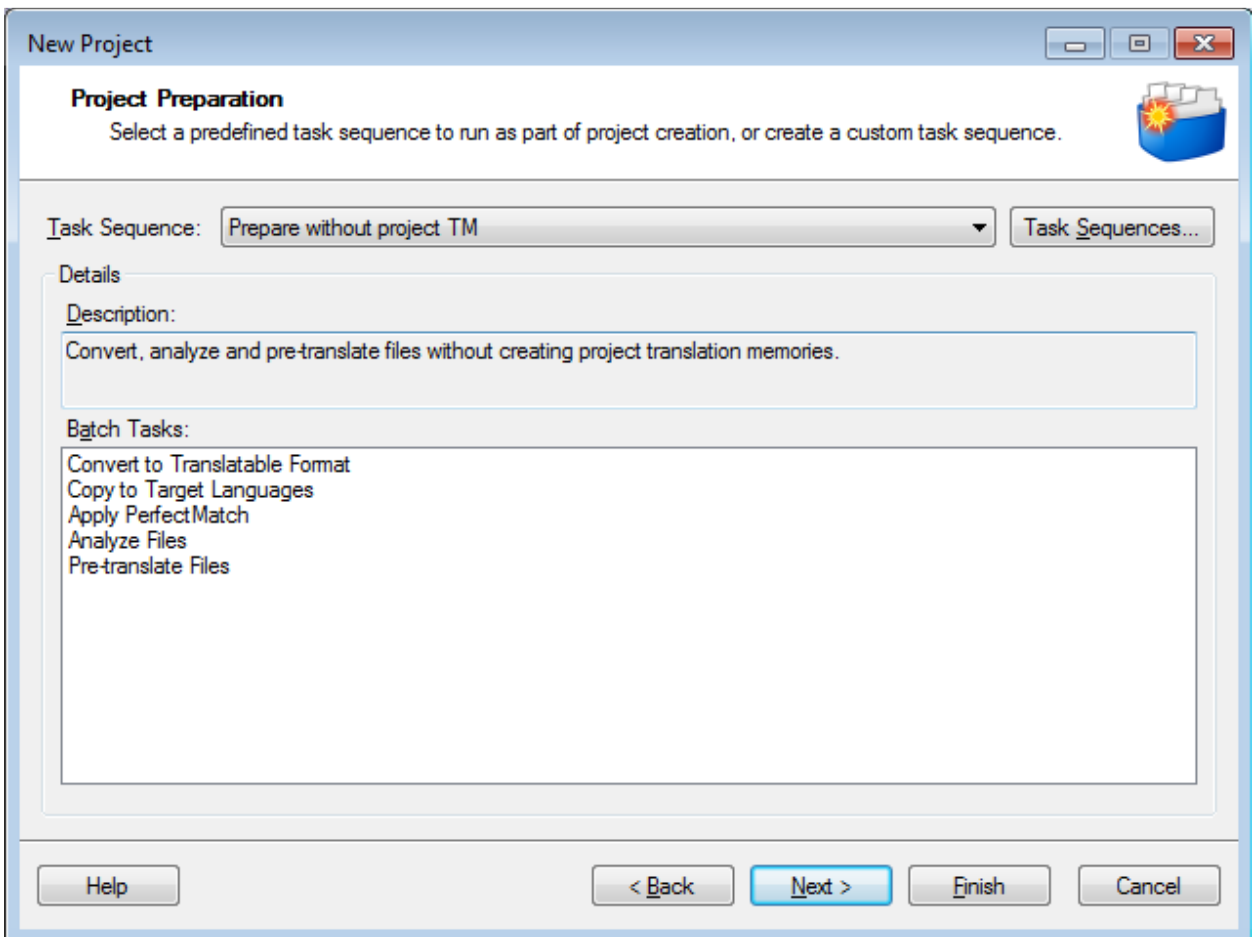 New Project
Project Preparation
Select a predefined task sequence to run as part of project creation, or create a custom task sequence.
Task Sequence: Prepare without project TM Task Sequences...
Details
Description:
Convert, analyze and pre-translate files without creating project translation memories.
Batch Tasks:
Convert to Translatable Format
Copy to Target Languages
Apply PerfectMatch
Analyze Files
Pre-translate Files
Help < Back Next > Finish Cancel